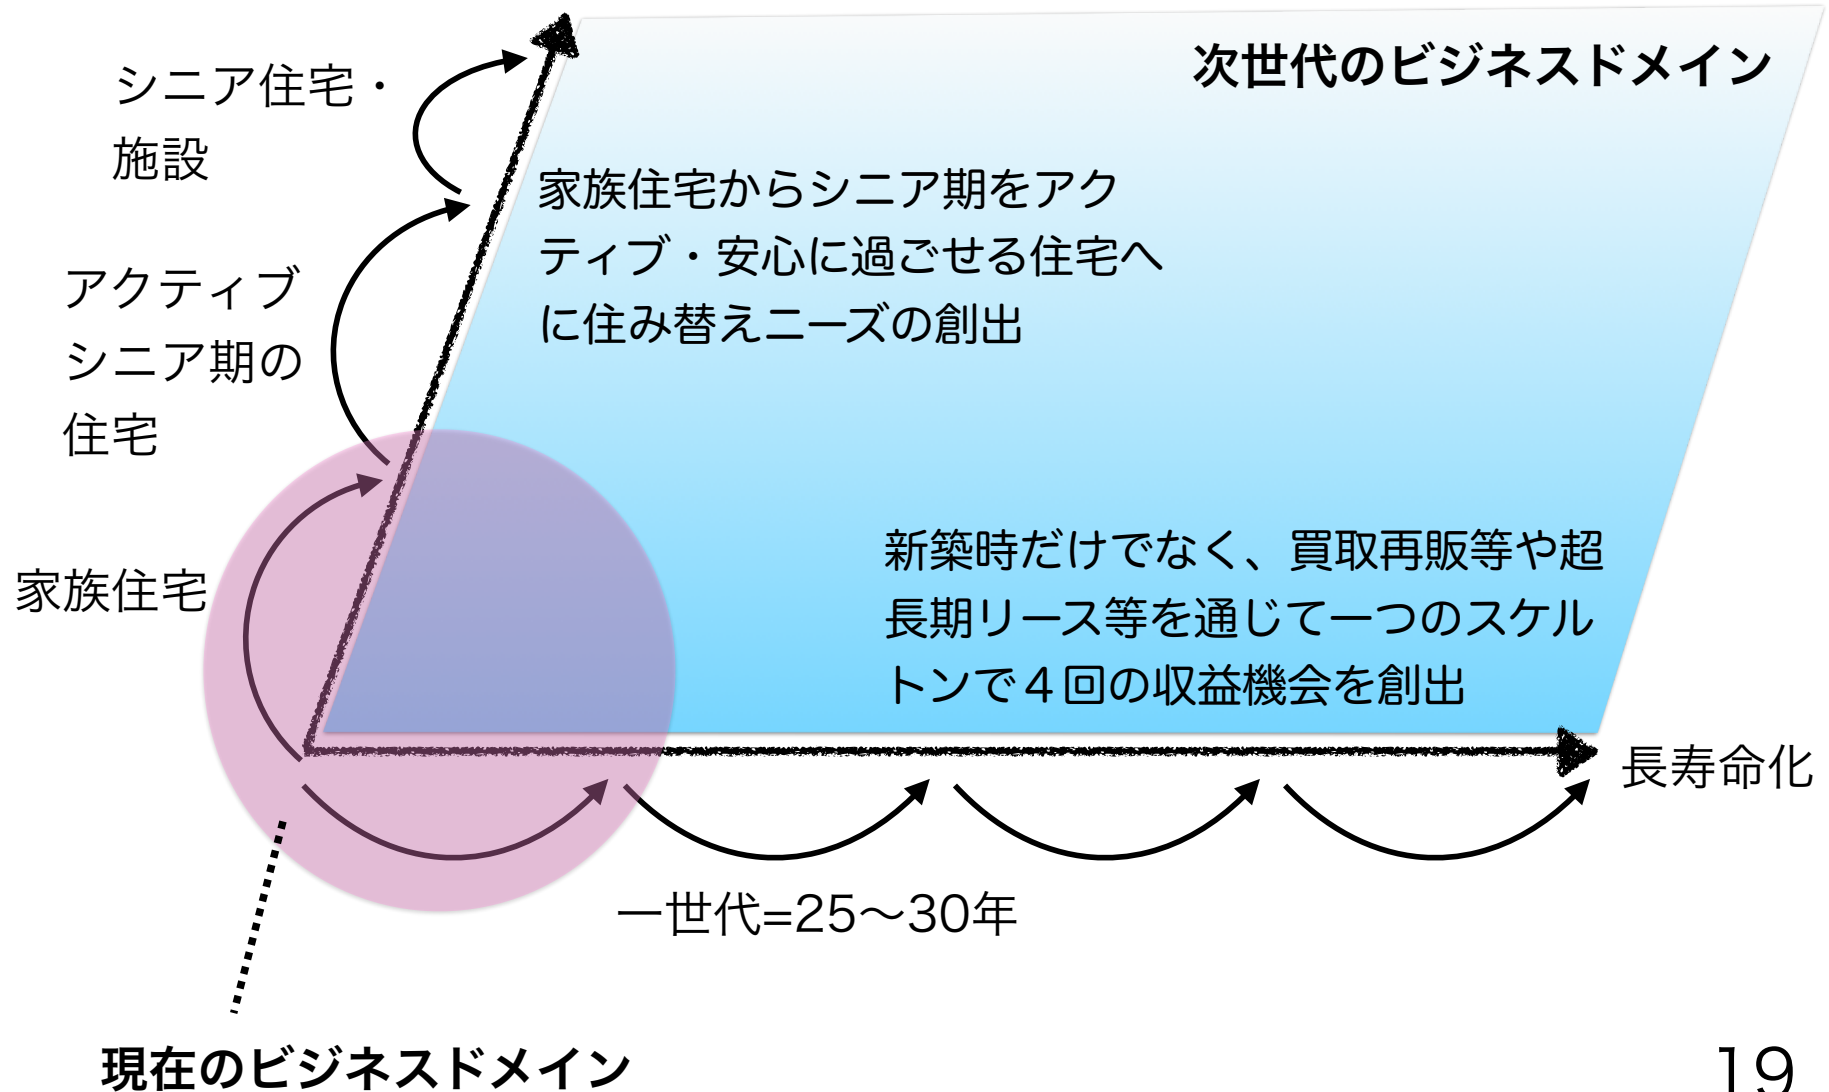 次世代のビジネスドメイン
シニア住宅・
施設
家族住宅からシニア期をアク
ティブ・安心に過ごせる住宅へ
に住み替えニーズの創出
アクティブ
シニア期の
住宅
家族住宅
新築時だけでなく、買取再販等や超
長期リース等を通じて一つのスケル
トンで４回の収益機会を創出
長寿命化
一世代=25〜30年
現在のビジネスドメイン
19